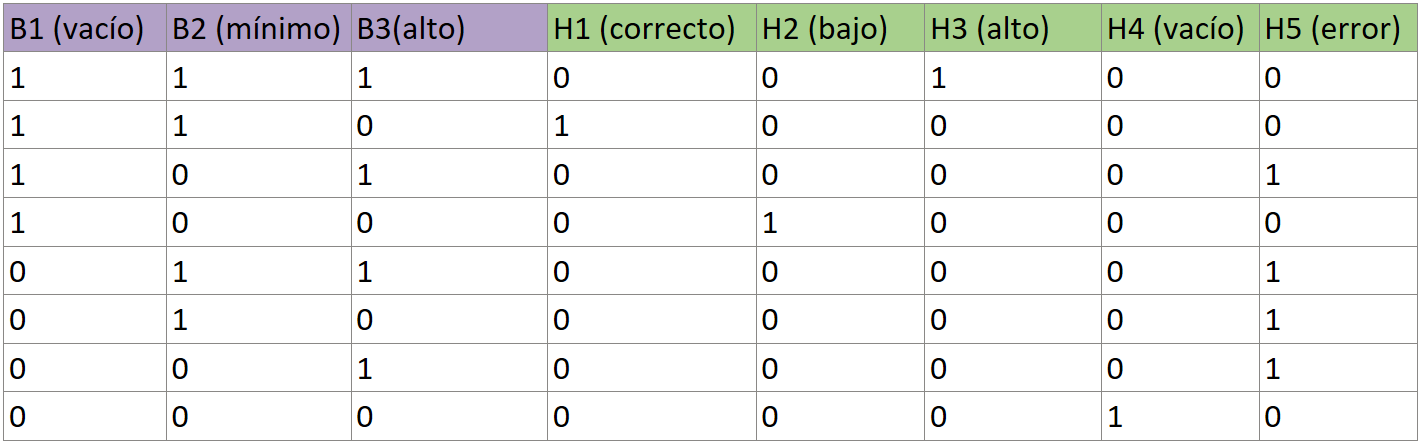 B1 (vacío) B2 (mínimo) B3(alto) H1 (correcto) H2 (bajo) H3 (alto) H4 (vacío) H5 (error)
1 1 1 0 0 1 0 0
1 1 0 1 0 0 0 0
1 0 1 0 0 0 0 1
1 0 0 0 1 0 0 0
0 1 1 0 0 0 0 1
0 1 0 0 0 0 0 1
0 0 1 0 0 0 0 1
0 0 0 0 0 0 1 0